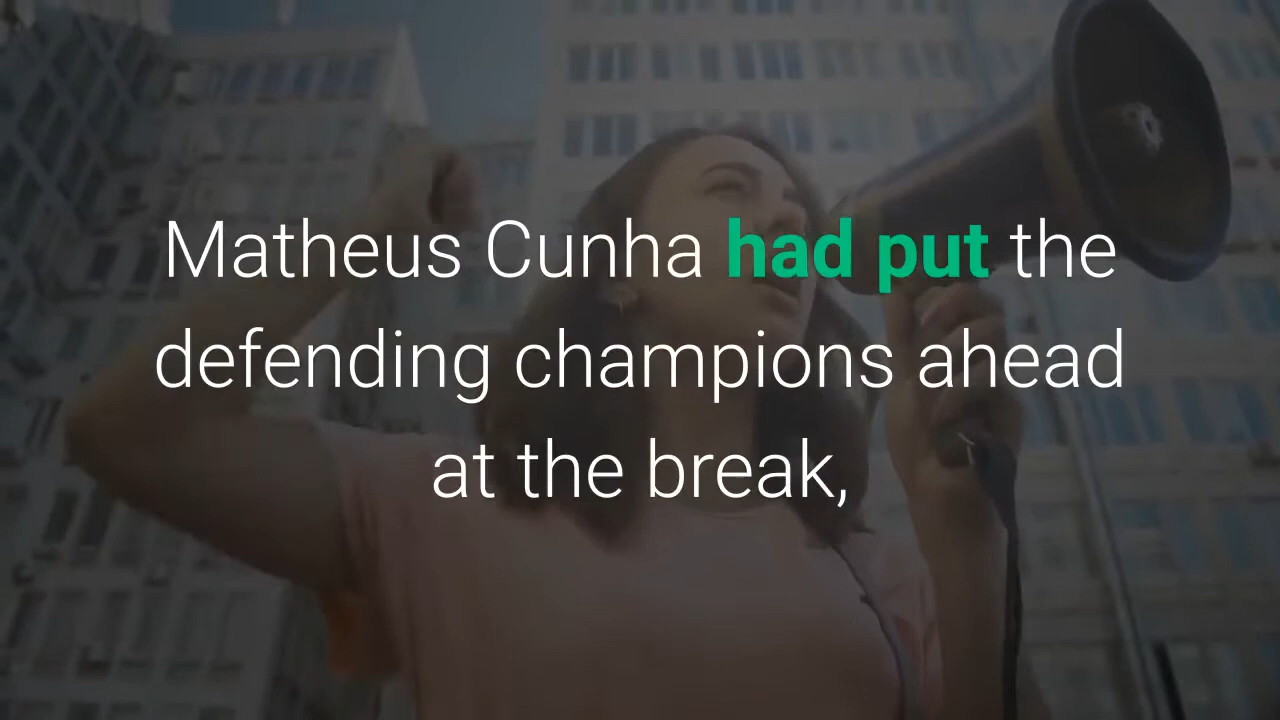 Matheus Cunha had put the
defending champions ahead
at the break,